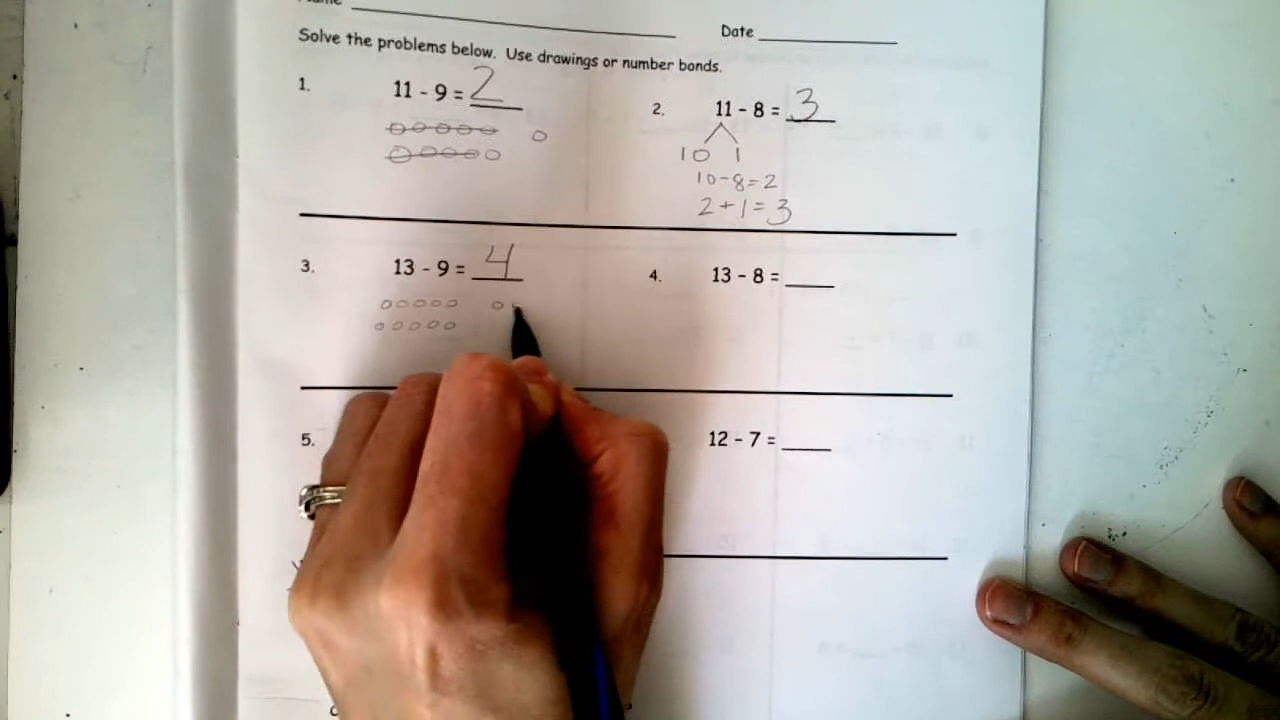 Date
Solve the problems below. Use drawings or number bonds.
1. 11 - 9 = 2
2. 11 - 8 = 3
10 1
10-8=2
2+1=3
3. 13 - 9 = 4
4. 13 - 8 =
5.
12 - 7 =